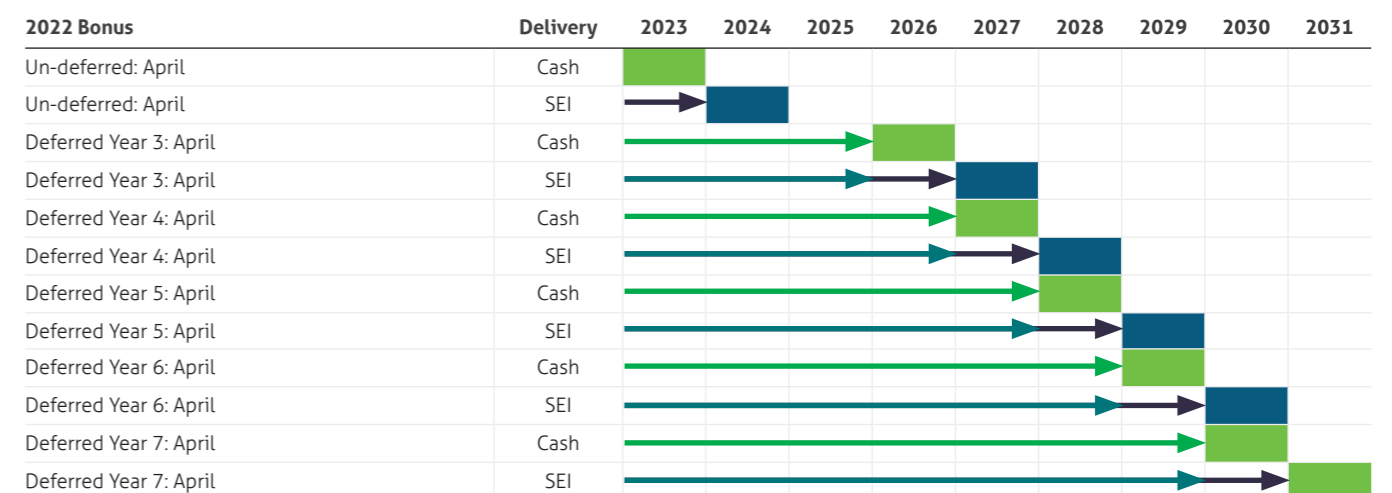 2022 Bonus Delivery 2023 2024 2025 2026 2027 2028 2029 2030 2031
Un-deferred: April Cash
Un-deferred: April SEI
Deferred Year 3: April Cash
Deferred Year 3: April SEI
Deferred Year 4: April Cash
Deferred Year 4: April SEI
Deferred Year 5: April Cash
Deferred Year 5: April SEI
Deferred Year 6: April Cash
Deferred Year 6: April SEI
Deferred Year 7: April Cash
Deferred Year 7: April SEI